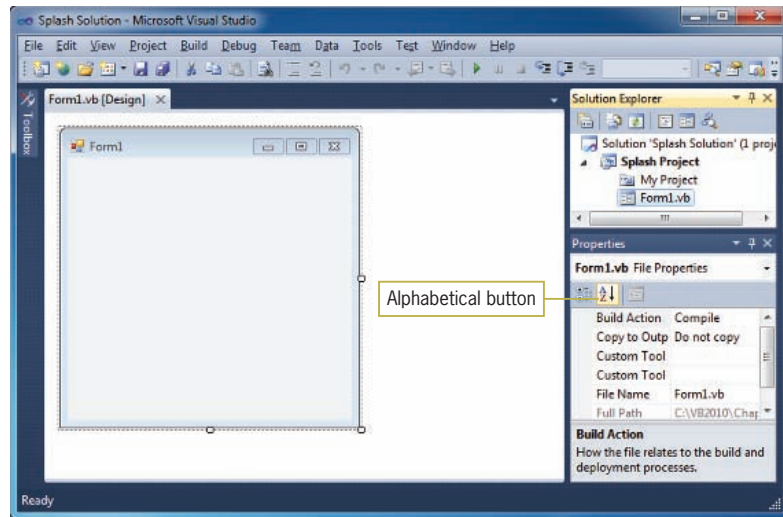 Splash Solution - Microsoft Visual Studio
File Edit View Project Build Debug Team Data Tools Test Window Help
Form1.vb [Design]
Toolbox
Form1
Solution Explorer
Solution 'Splash Solution' (1 proje
Splash Project
My Project
Form1.vb
Properties
Form1.vb File Properties
Alphabetical button
Build Action Compile
Copy to Outp Do not copy
Custom Tool
Custom Tool
File Name Form1.vb
Full Path C:\VB2010\Chap
Build Action
How the file relates to the build and
deployment processes.
Ready